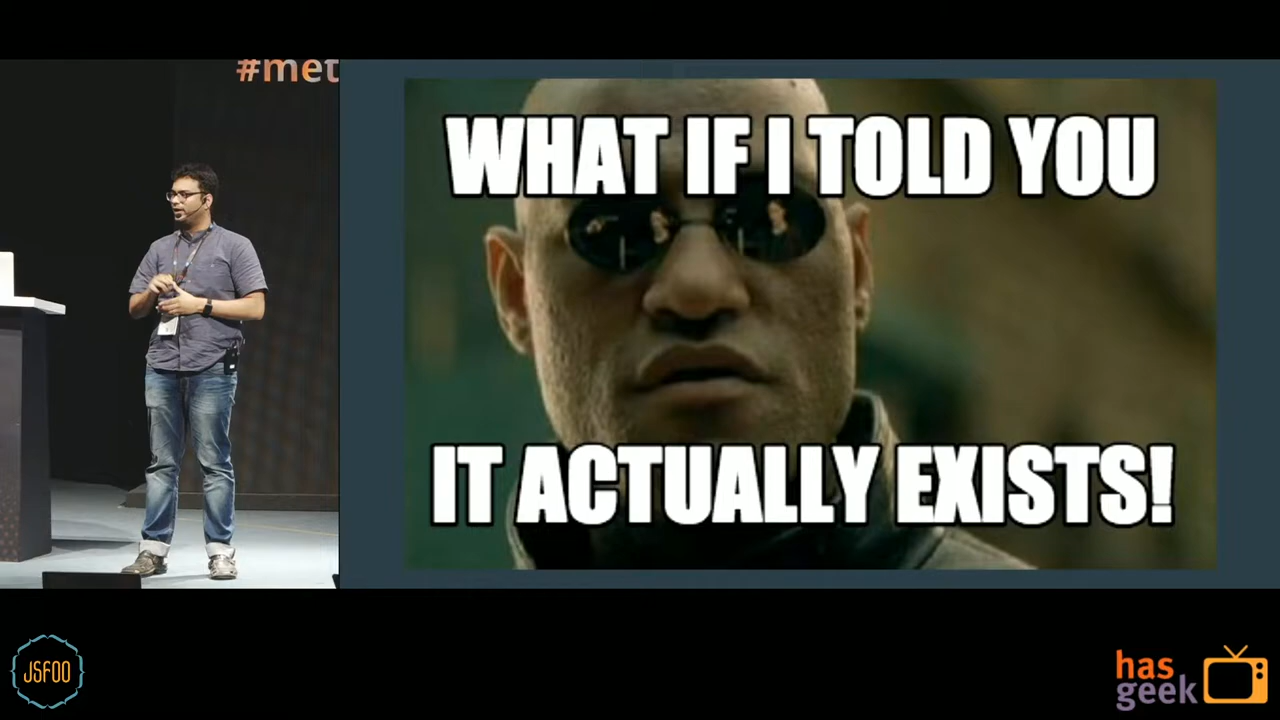 #met
WHAT IF I TOLD YOU
IT ACTUALLY EXISTS!
JSFOO
has
geek